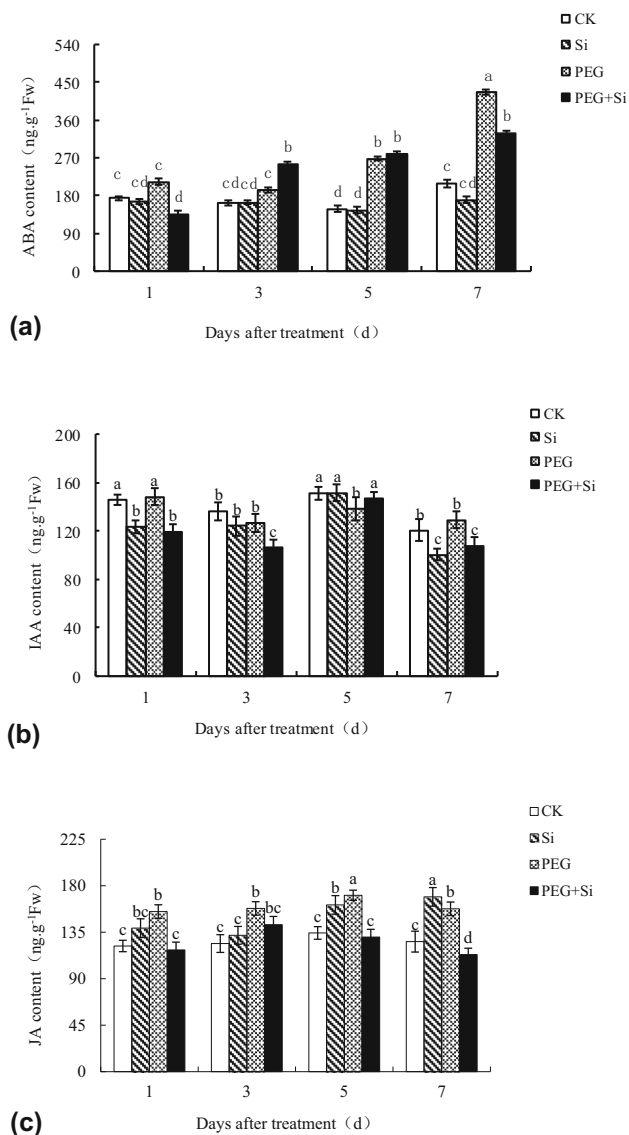 CK
Si
PEG
PEG+Si
540
450
360
270
180
90
0
ABA content（ng.g-1Fw）
c cd c d
cd cd c b
d d b b
c cd a b
1 3 5 7
Days after treatment（d）
(a)
CK
Si
PEG
PEG+Si
200
160
120
80
40
0
IAA content（ng.g-1Fw）
a b a b
b b b c
a a b a
b c b c
1 3 5 7
Days after treatment（d）
(b)
CK
Si
PEG
PEG+Si
225
180
135
90
45
0
JA content（ng.g-1Fw）
c bc b c
c c b bc
c b a c
c a b d
1 3 5 7
Days after treatment（d）
(c)